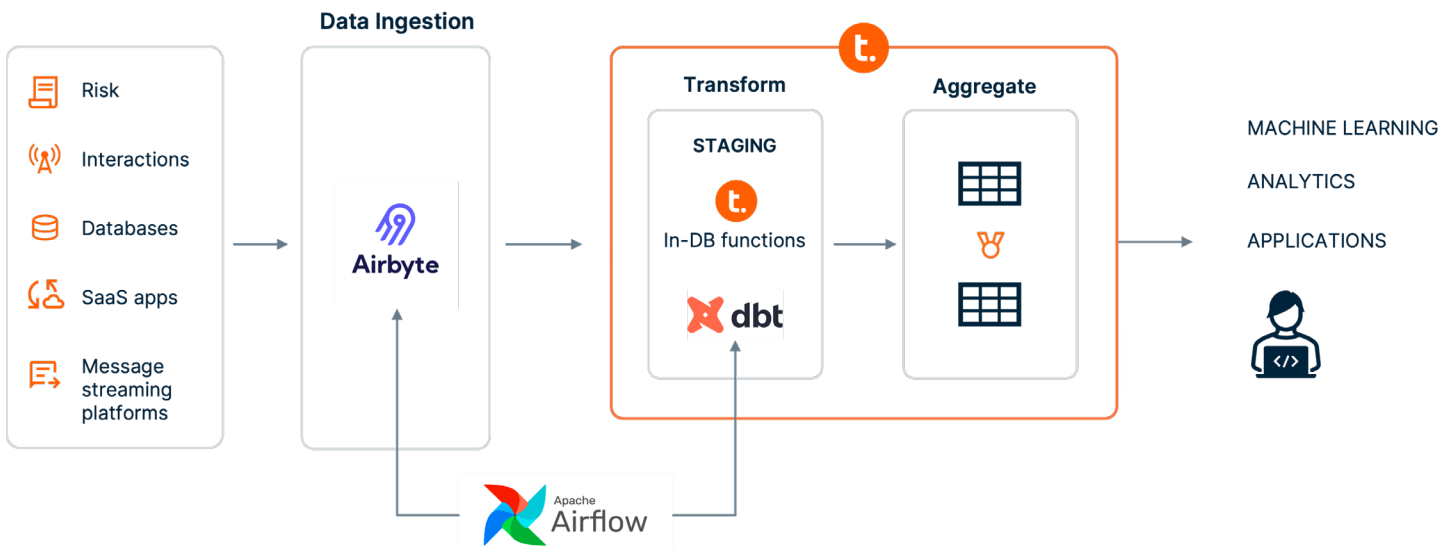 Data Ingestion
Risk
Interactions
Databases
SaaS apps
Message
streaming
platforms
Airbyte
t.
Transform
STAGING
t.
In-DB functions
dbt
Aggregate
MACHINE LEARNING
ANALYTICS
APPLICATIONS
</>
Apache
Airflow